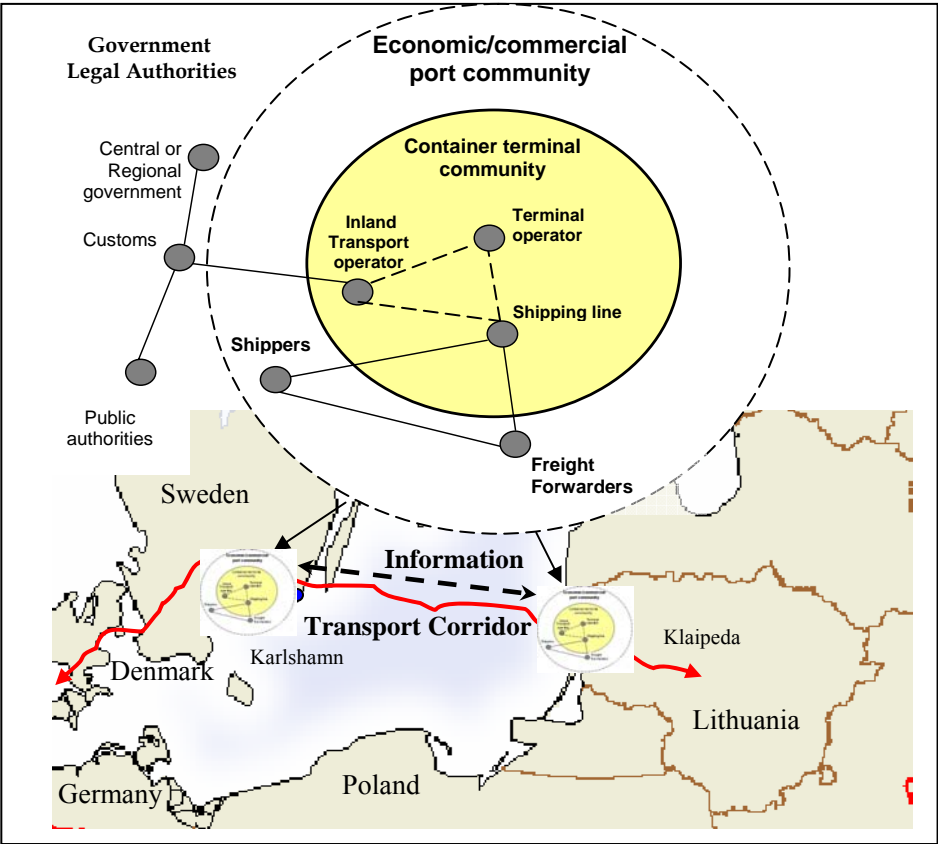 Government
Legal Authorities
Economic/commercial
port community
Container terminal
community
Central or
Regional
government
Customs
Inland
Transport
operator
Terminal
operator
Shipping line
Shippers
Public
authorities
Freight
Forwarders
Sweden
Information
Transport Corridor
Karlshamn
Klaipeda
Denmark
Lithuania
Germany
Poland